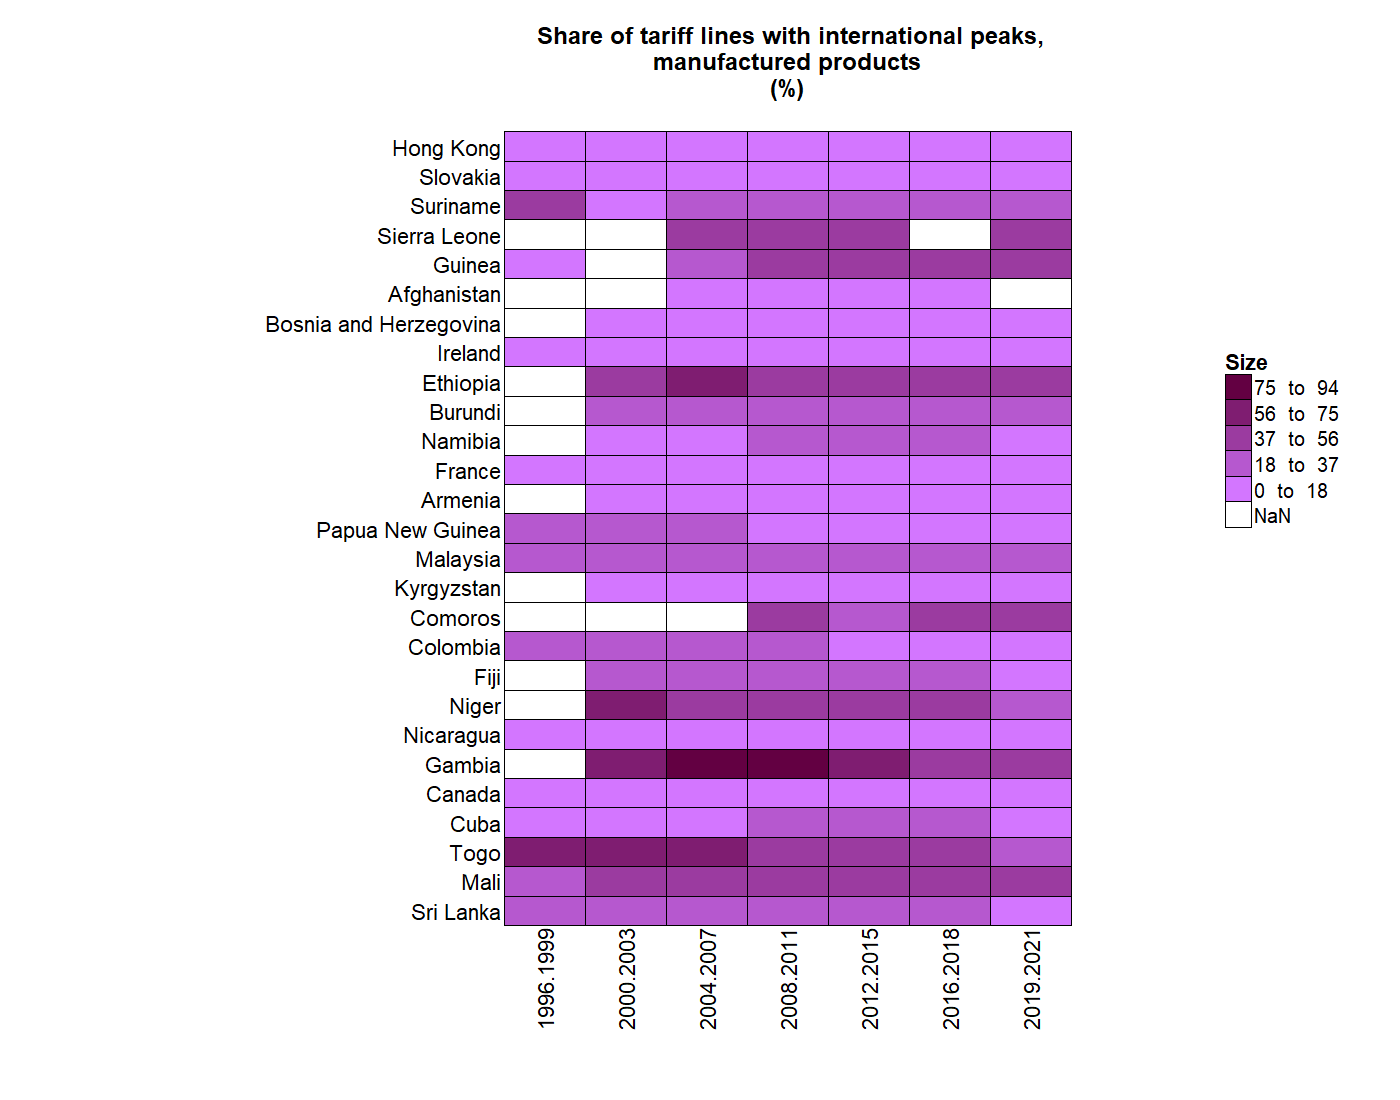 Share of tariff lines with international peaks,
manufactured products
(%)
Hong Kong
Slovakia
Suriname
Sierra Leone
Guinea
Afghanistan
Bosnia and Herzegovina
Ireland
Ethiopia
Burundi
Namibia
France
Armenia
Papua New Guinea
Malaysia
Kyrgyzstan
Comoros
Colombia
Fiji
Niger
Nicaragua
Gambia
Canada
Cuba
Togo
Mali
Sri Lanka
1996.1999
2000.2003
2004.2007
2008.2011
2012.2015
2016.2018
2019.2021
Size
75 to 94
56 to 75
37 to 56
18 to 37
0 to 18
NaN